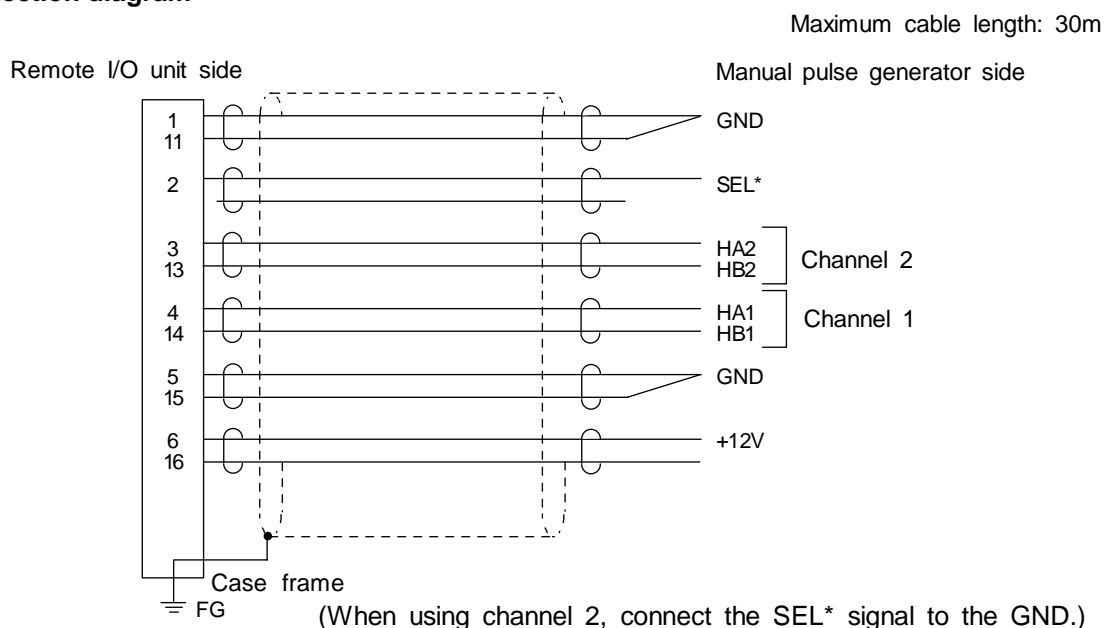 Maximum cable length: 30m
Remote I/O unit side
Manual pulse generator side
1
GND
11
2
SEL*
3
HA2
13
HB2
Channel 2
4
HA1
14
HB1
Channel 1
5
GND
15
6
+12V
16
Case frame
FG
(When using channel 2, connect the SEL* signal to the GND.)